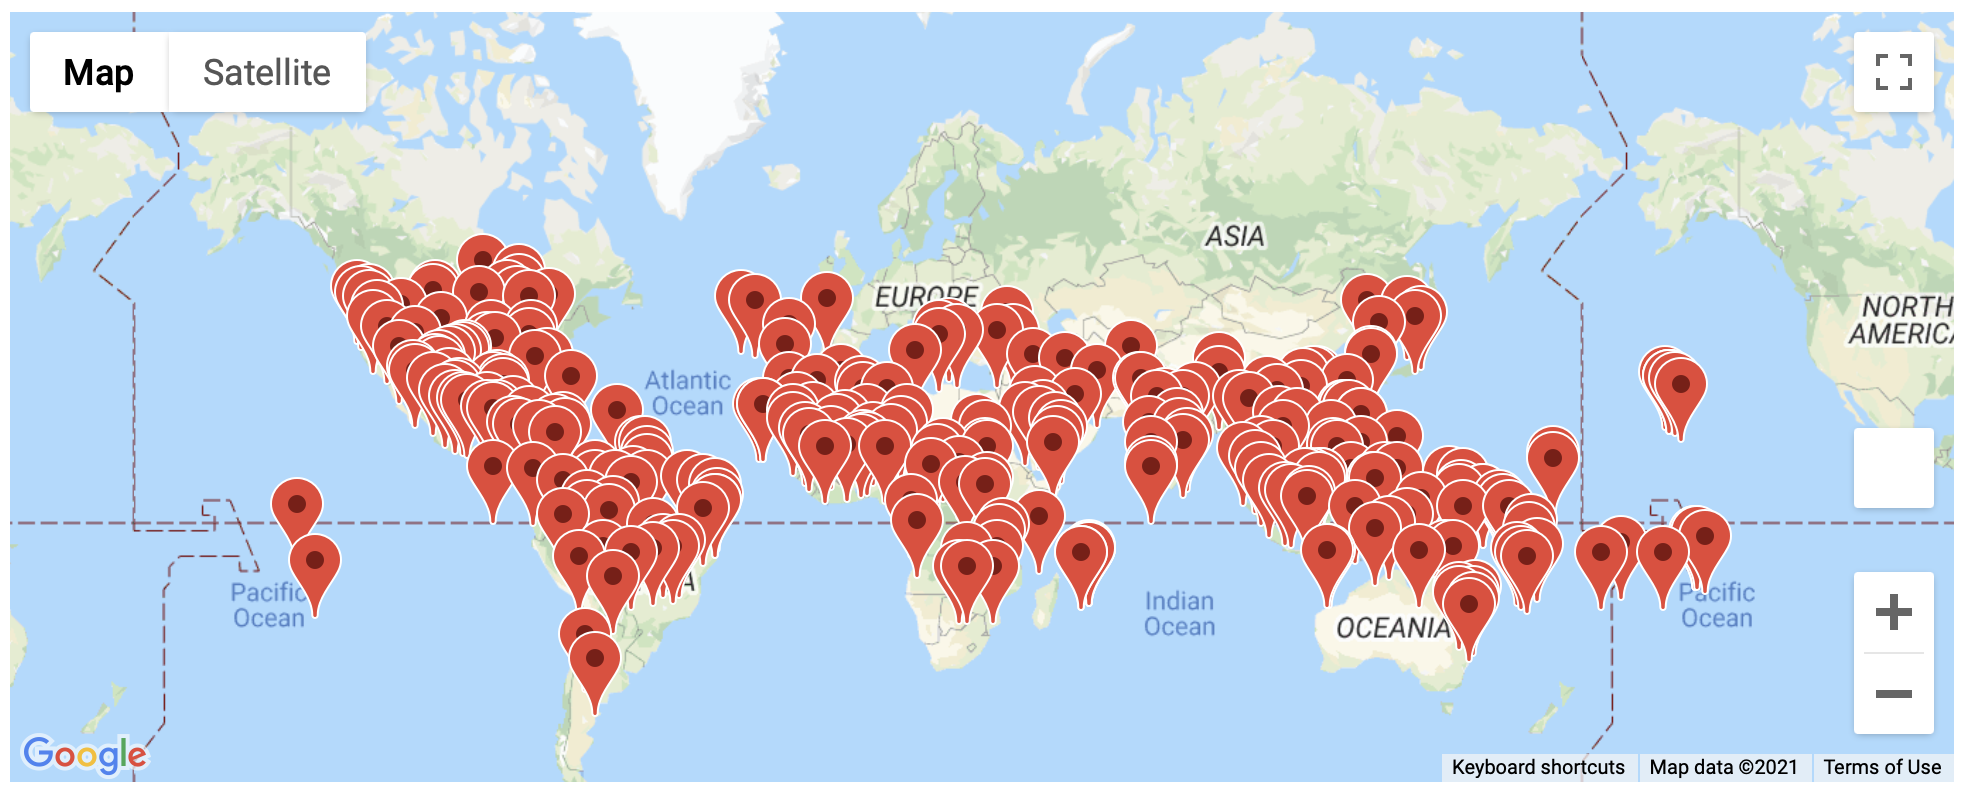 Map
Satellite
ASIA
EUROPE
NORTH
AMERICA
Atlantic
Ocean
Pacific
Ocean
Indian
Ocean
OCEANIA
Pacific
Ocean
Google
Keyboard shortcuts
Map data ©2021
Terms of Use